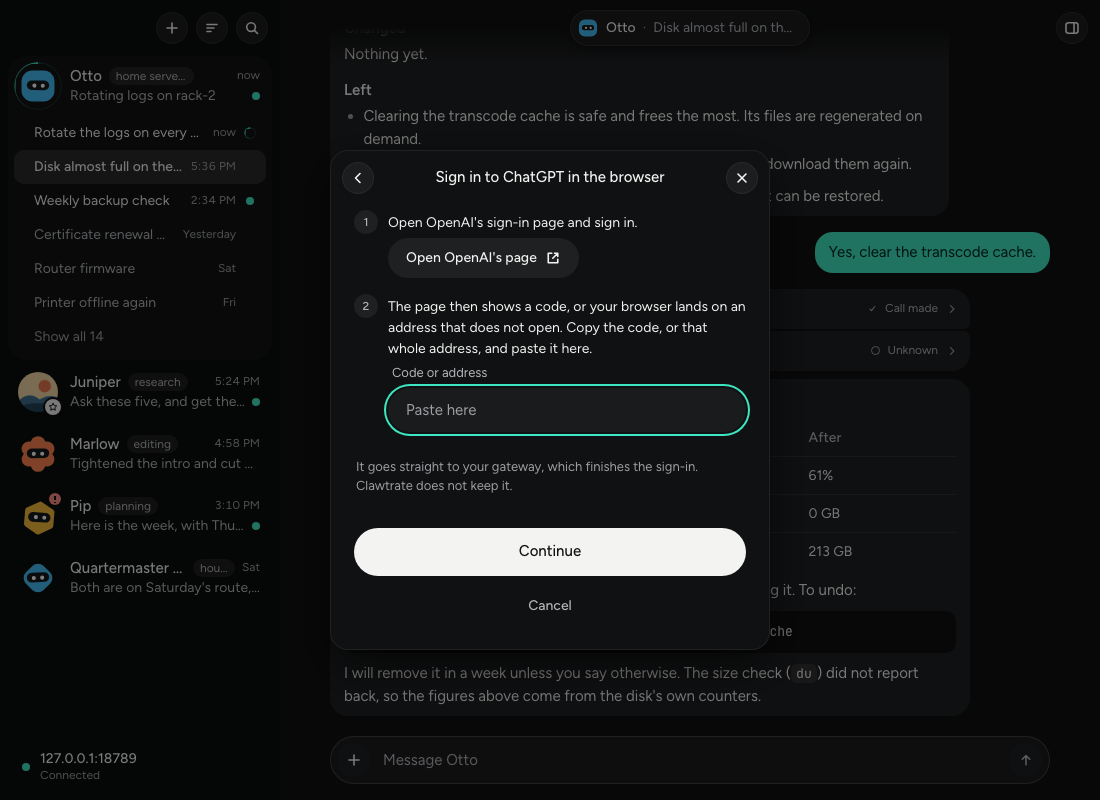 Otto · Disk almost full on th...
Otto home serve... now
Rotating logs on rack-2
Rotate the logs on every ... now
Disk almost full on the... 5:36 PM
Weekly backup check 2:34 PM
Certificate renewal ... Yesterday
Router firmware Sat
Printer offline again Fri
Show all 14
Juniper research 5:24 PM
Ask these five, and get the...
Marlow editing 4:58 PM
Tightened the intro and cut ...
Pip planning 3:10 PM
Here is the week, with Thu...
Quartermaster ... hou... Sat
Both are on Saturday's route,...
127.0.0.1:18789
Connected
Nothing yet.
Left
• Clearing the transcode cache is safe and frees the most. Its files are regenerated on
demand.
download them again.
can be restored.
Yes, clear the transcode cache.
Call made
Unknown
After
61%
0 GB
213 GB
it. To undo:
I will remove it in a week unless you say otherwise. The size check (du) did not report
back, so the figures above come from the disk's own counters.
Message Otto
Sign in to ChatGPT in the browser
1 Open OpenAI's sign-in page and sign in.
Open OpenAI's page
2 The page then shows a code, or your browser lands on an
address that does not open. Copy the code, or that
whole address, and paste it here.
Code or address
Paste here
It goes straight to your gateway, which finishes the sign-in.
Clawtrate does not keep it.
Continue
Cancel